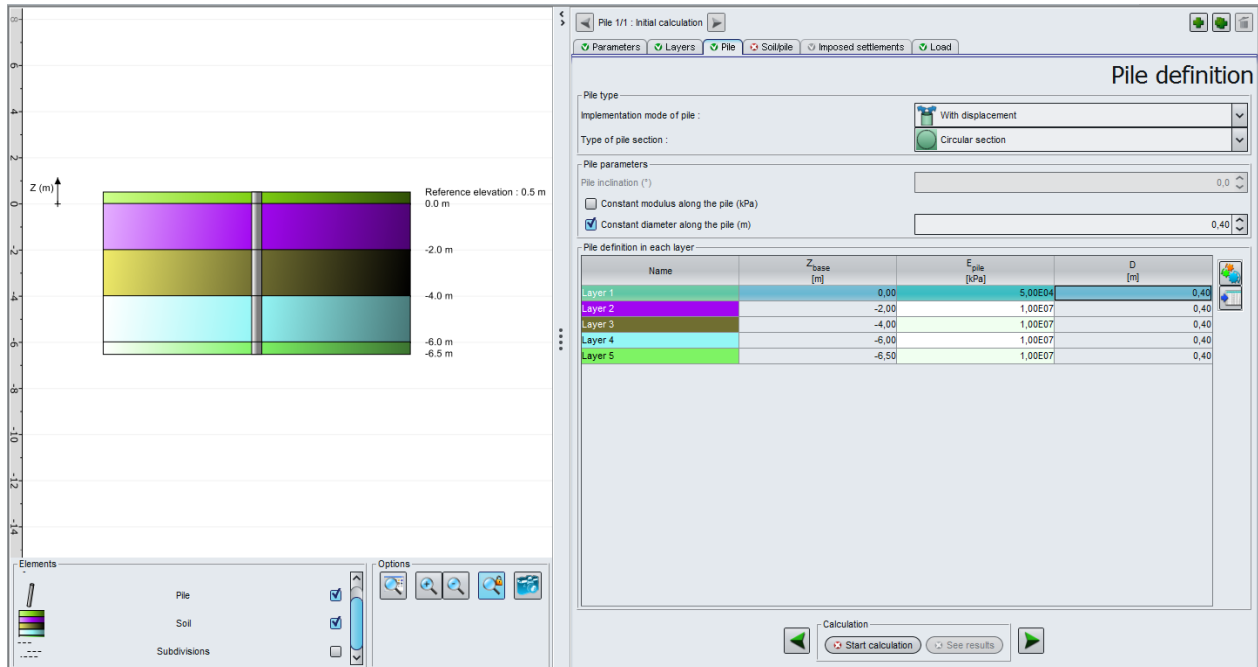 Pile 1/1 : Initial calculation
Parameters
Layers
Pile
Soil/pile
Imposed settlements
Load
Pile definition
Pile type
Implementation mode of pile :
With displacement
Type of pile section :
Circular section
Pile parameters
Pile inclination (°)
0,0
Constant modulus along the pile (kPa)
Constant diameter along the pile (m)
0,40
Pile definition in each layer
Name Zbase [m] Epile [kPa] D [m]
Layer 1 0,00 5,00E04 0,40
Layer 2 -2,00 1,00E07 0,40
Layer 3 -4,00 1,00E07 0,40
Layer 4 -6,00 1,00E07 0,40
Layer 5 -6,50 1,00E07 0,40
Calculation
Start calculation
See results
8
6
4
2
0
-2
-4
-6
-8
-10
-12
-14
Z (m)
Reference elevation : 0.5 m
0.0 m
-2.0 m
-4.0 m
-6.0 m
-6.5 m
Elements
Pile
Soil
Subdivisions
Options